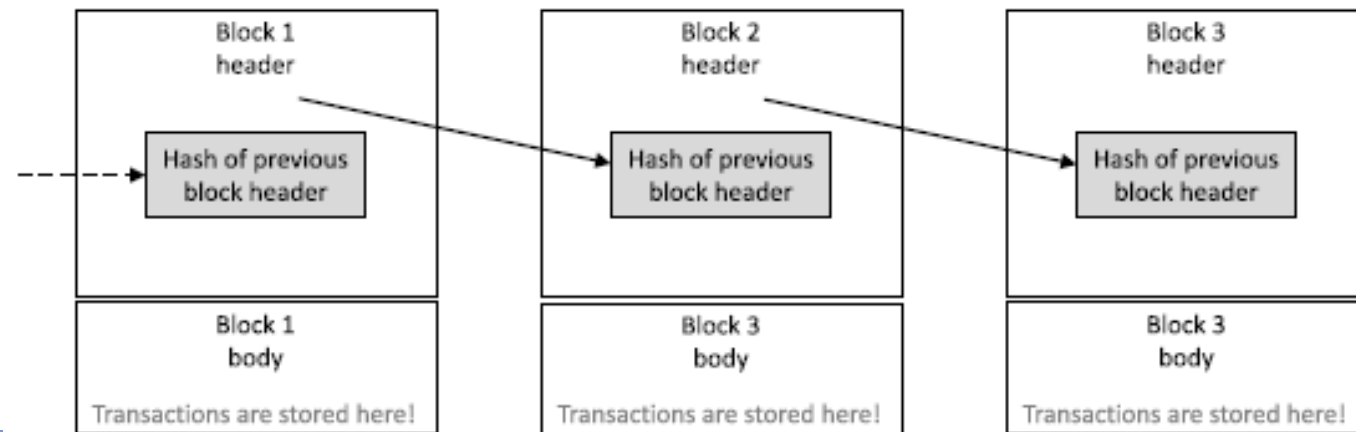 Block 1
header
Hash of previous
block header
Block 1
body
Transactions are stored here!
Block 2
header
Hash of previous
block header
Block 3
body
Transactions are stored here!
Block 3
header
Hash of previous
block header
Block 3
body
Transactions are stored here!